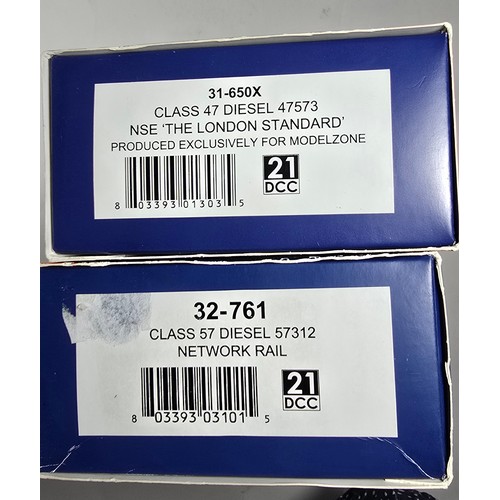 31-650X
CLASS 47 DIESEL 47573
NSE 'THE LONDON STANDARD'
PRODUCED EXCLUSIVELY FOR MODELZONE
21
DCC
8 03393 01303 5
32-761
CLASS 57 DIESEL 57312
NETWORK RAIL
21
DCC
8 03393 03101 5